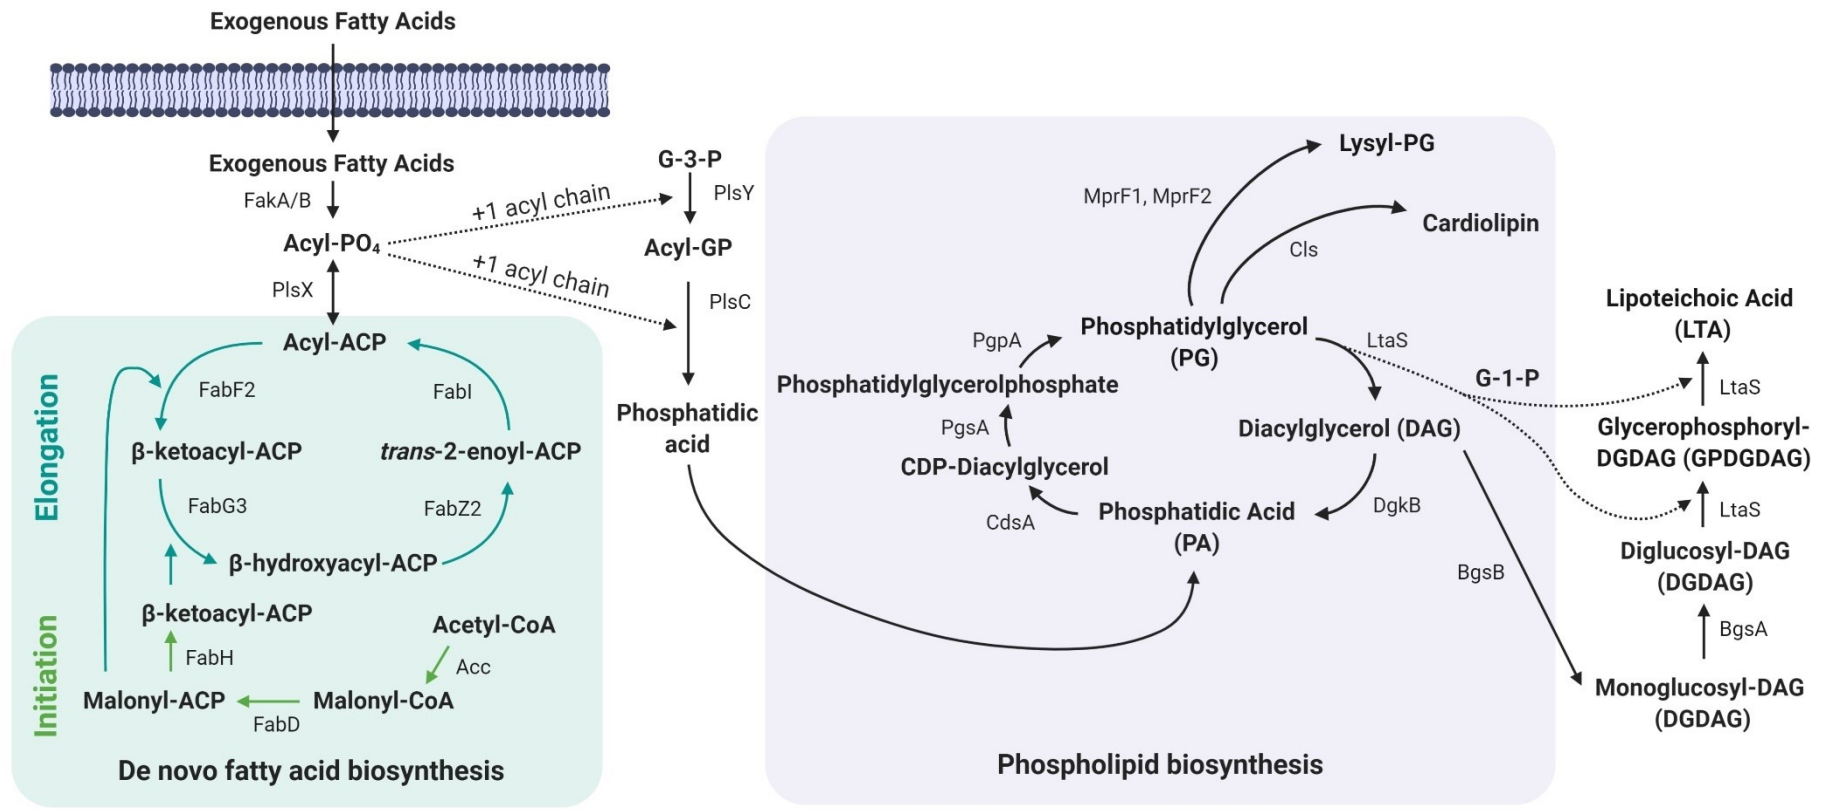 Exogenous Fatty Acids
Exogenous Fatty Acids
FakA/B
Acyl-PO₄
PlsX
+1 acyl chain
+1 acyl chain
G-3-P
PlsY
Acyl-GP
PlsC
Phosphatidic
acid
Elongation
Initiation
Acyl-ACP
FabF2
FabI
β-ketoacyl-ACP
trans-2-enoyl-ACP
FabG3
FabZ2
β-hydroxyacyl-ACP
β-ketoacyl-ACP
Acetyl-CoA
FabH
Acc
Malonyl-ACP
Malonyl-CoA
FabD
De novo fatty acid biosynthesis
Lysyl-PG
MprF1, MprF2
Cardiolipin
Cls
Phosphatidylglycerol
(PG)
PgpA
LtaS
Phosphatidylglycerolphosphate
PgsA
Diacylglycerol (DAG)
CDP-Diacylglycerol
CdsA
Phosphatidic Acid
(PA)
DgkB
BgsB
Phospholipid biosynthesis
G-1-P
Lipoteichoic Acid
(LTA)
LtaS
Glycerophosphoryl-
DGDAG (GPDGDAG)
LtaS
Diglucosyl-DAG
(DGDAG)
BgsA
Monoglucosyl-DAG
(DGDAG)